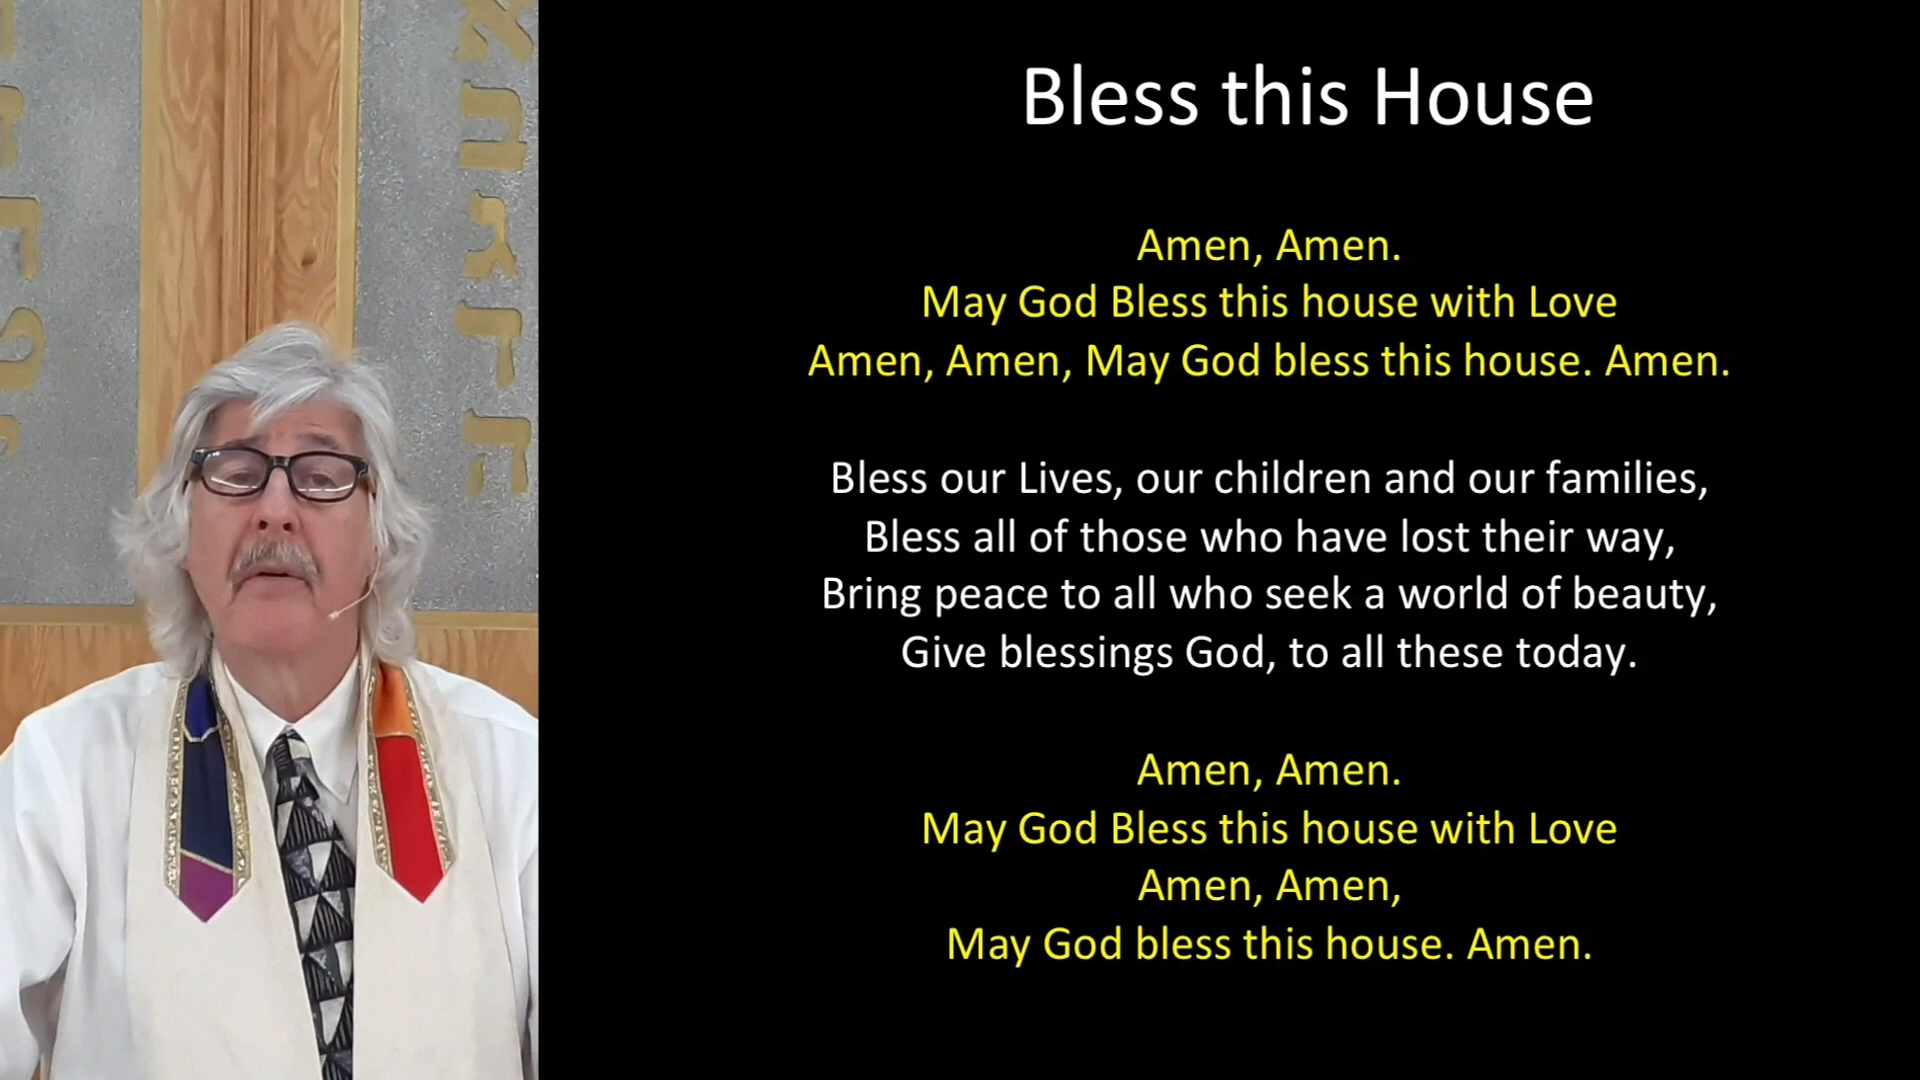 Bless this House
Amen, Amen.
May God Bless this house with Love
Amen, Amen, May God bless this house. Amen.
Bless our Lives, our children and our families,
Bless all of those who have lost their way,
Bring peace to all who seek a world of beauty,
Give blessings God, to all these today.
Amen, Amen.
May God Bless this house with Love
Amen, Amen,
May God bless this house. Amen.
א
ב
ג
ד
ה